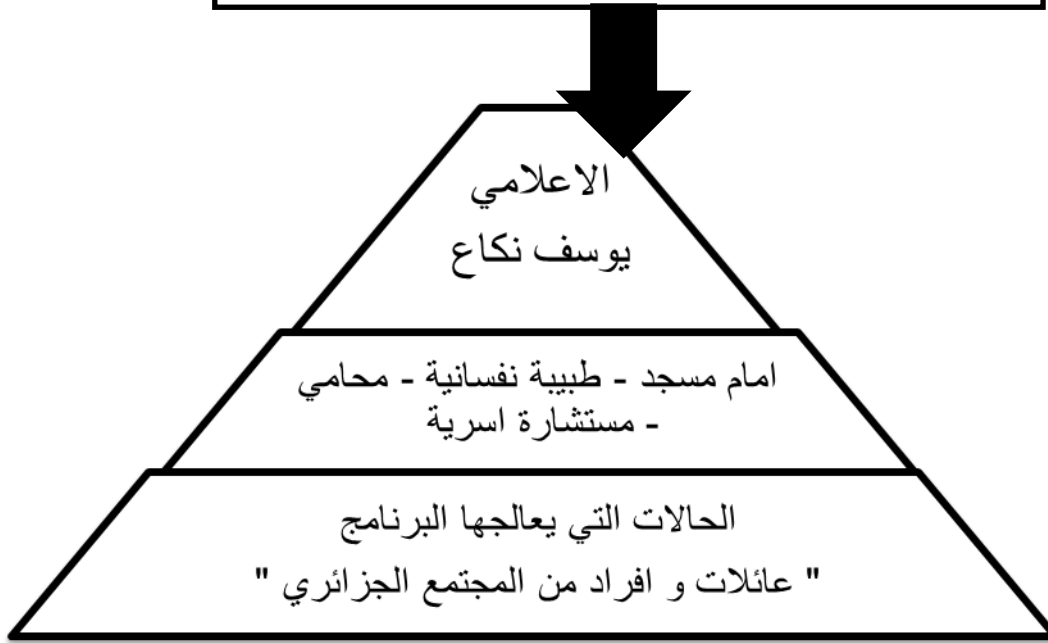 الاعلامي
يوسف نكاع
امام مسجد - طبيبة نفسانية - محامي
- مستشارة اسرية
الحالات التي يعالجها البرنامج
" عائلات و افراد من المجتمع الجزائري "